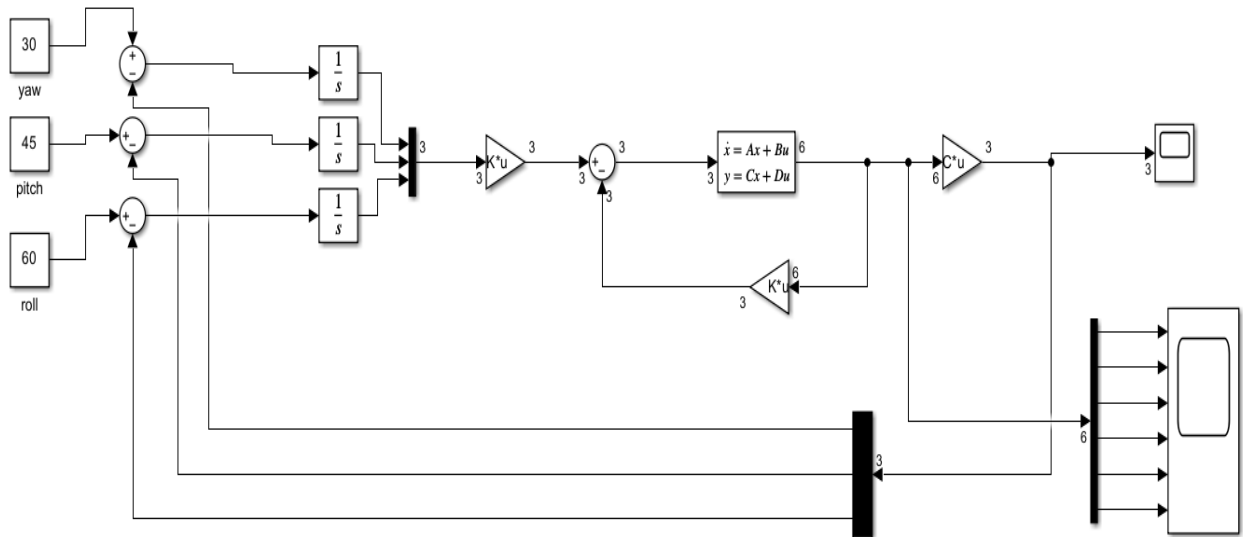 30
yaw
45
pitch
60
roll
+
−
+
−
+
−
1
s
1
s
1
s
3
K*u
3
3
3
+
−
3
3
3
ẋ = Ax + Bu
y = Cx + Du
6
C*u
6
3
3
K*u
6
3
3
6